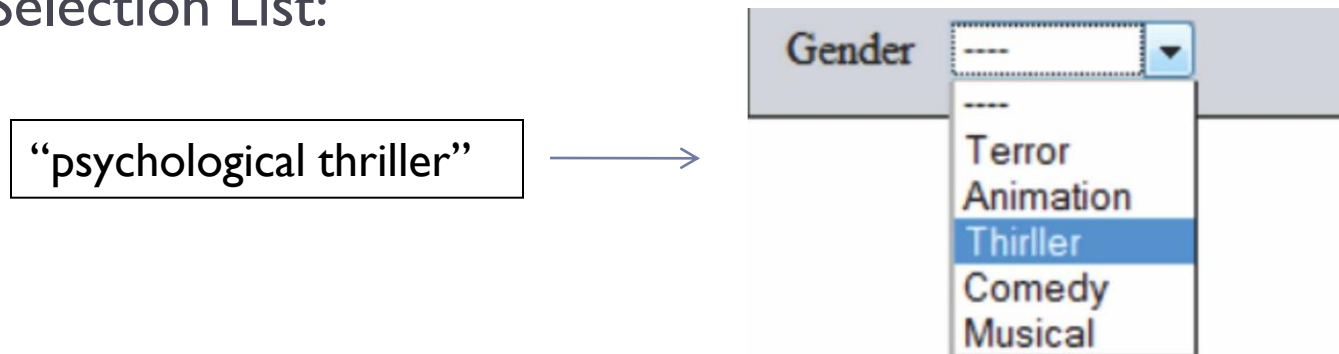 Selection List:
“psychological thriller”
Gender ----
----
Terror
Animation
Thirller
Comedy
Musical